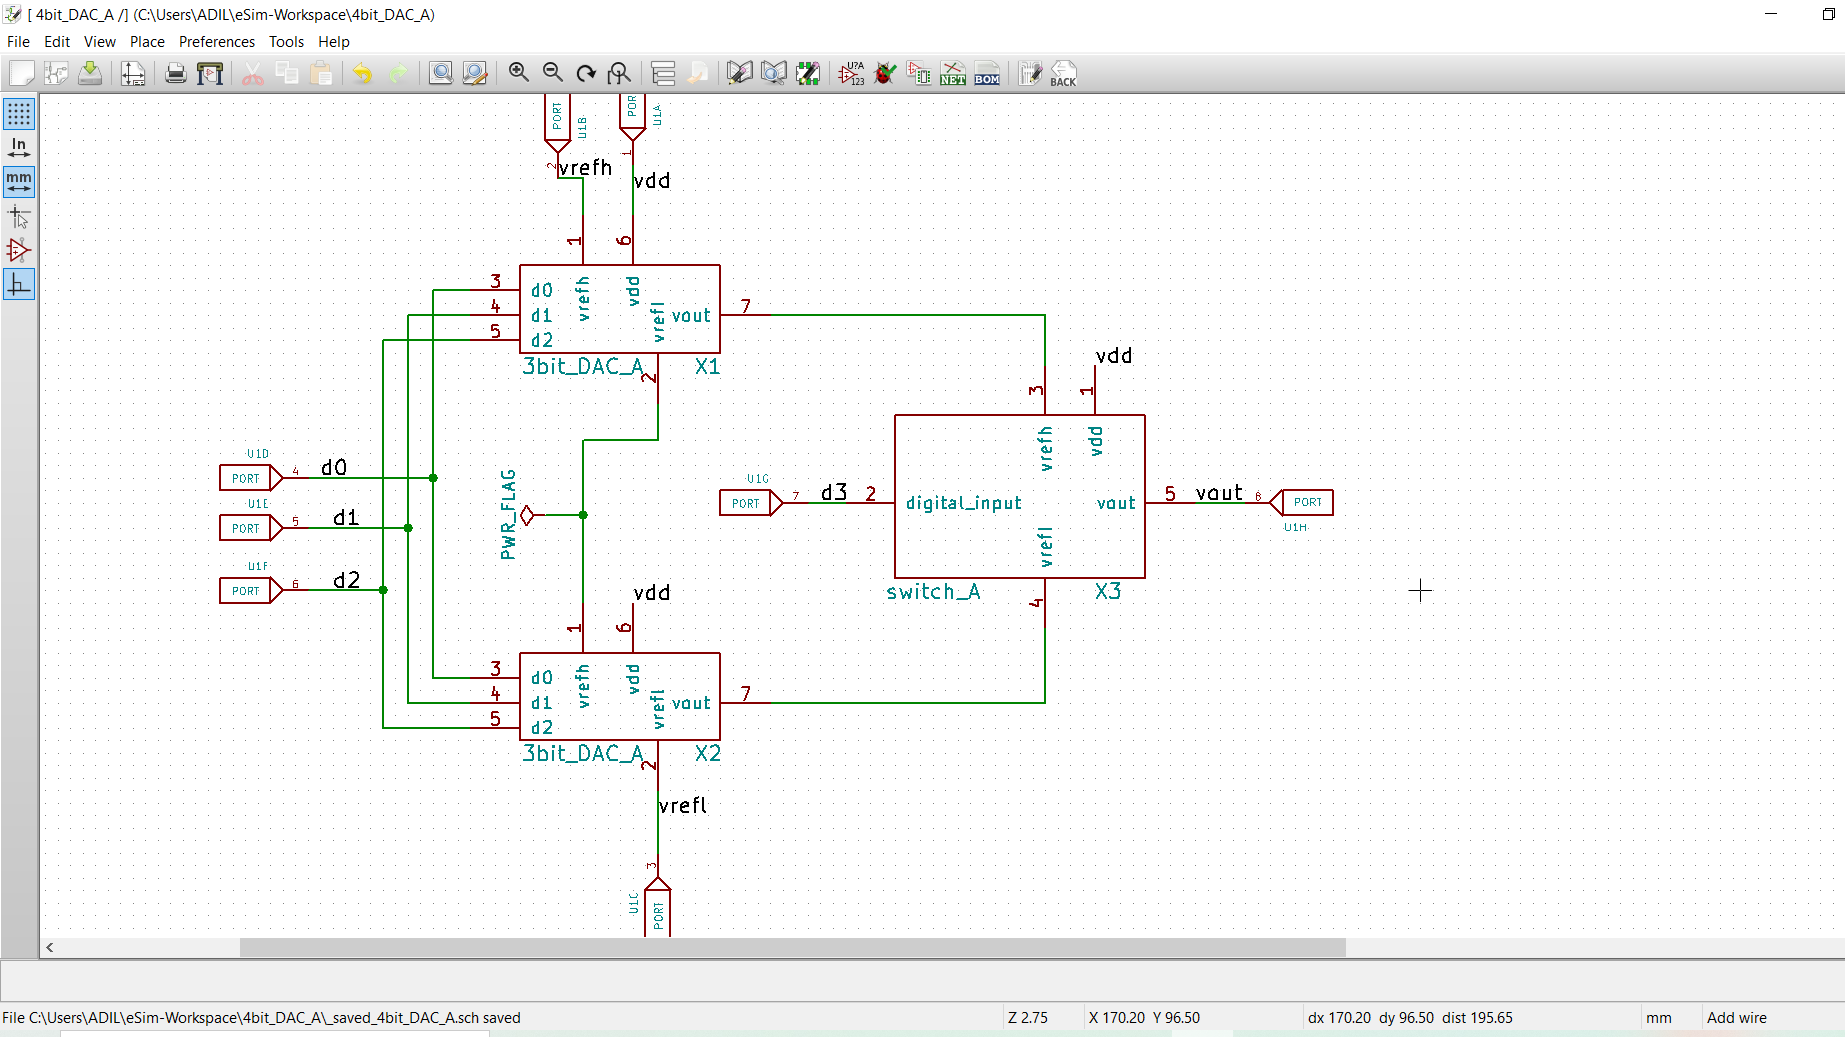 [ 4bit_DAC_A /] (C:\Users\ADIL\eSim-Workspace\4bit_DAC_A)
File Edit View Place Preferences Tools Help
U?A
123
NET
BOM
BACK
In
mm
PORT
U1B
POR
U1A
2
vrefh
1
vdd
1
6
3
d0
vrefh
vdd
4
d1
vrefl
vout
7
5
d2
3bit_DAC_A
X1
2
vdd
3
1
vrefh
vdd
U1D
PORT
4
d0
U1E
PORT
5
d1
U1F
PORT
6
d2
PWR_FLAG
U1G
PORT
7
d3
2
digital_input
vout
5
vout
8
PORT
U1H
vrefl
switch_A
X3
4
vdd
1
6
3
d0
vrefh
vdd
4
d1
vrefl
vout
7
5
d2
3bit_DAC_A
X2
2
vrefl
3
U1C
PORT
File C:\Users\ADIL\eSim-Workspace\4bit_DAC_A\_saved_4bit_DAC_A.sch saved
Z 2.75
X 170.20 Y 96.50
dx 170.20 dy 96.50 dist 195.65
mm
Add wire